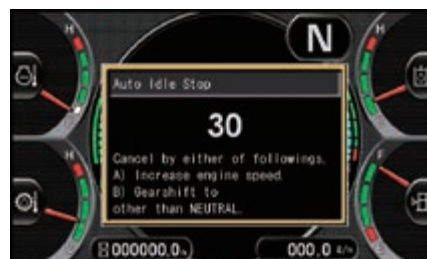 H
N
H
Auto Idle Stop
30
Cancel by either of followings.
A) Increase engine speed.
B) Gearshift to
other than NEUTRAL.
H
F
E
000000.0h
000.0